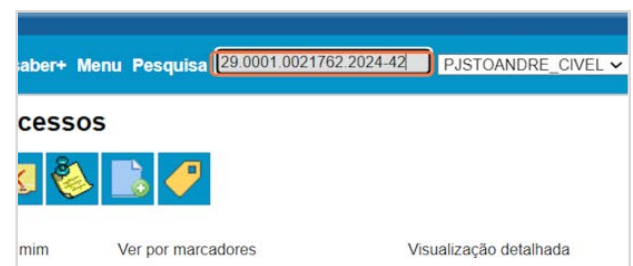 saber+ Menu Pesquisa 29.0001.0021762.2024-42 PJSTOANDRE_CIVEL
cessos
mim Ver por marcadores Visualização detalhada